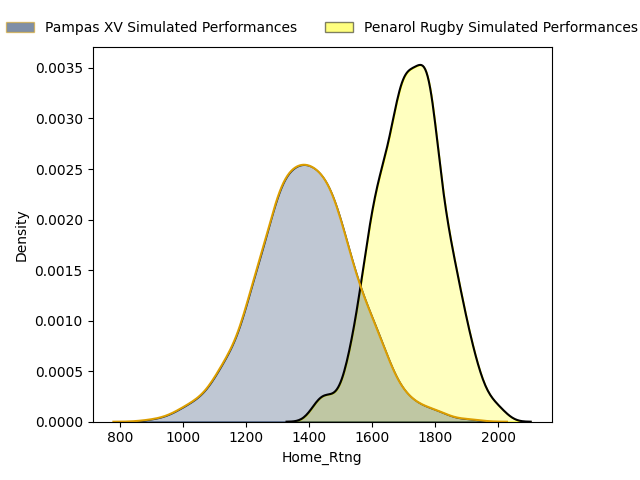 Pampas XV Simulated Performances
Penarol Rugby Simulated Performances
0.0035
0.0030
0.0025
0.0020
0.0015
0.0010
0.0005
0.0000
Density
800 1000 1200 1400 1600 1800 2000
Home_Rtng